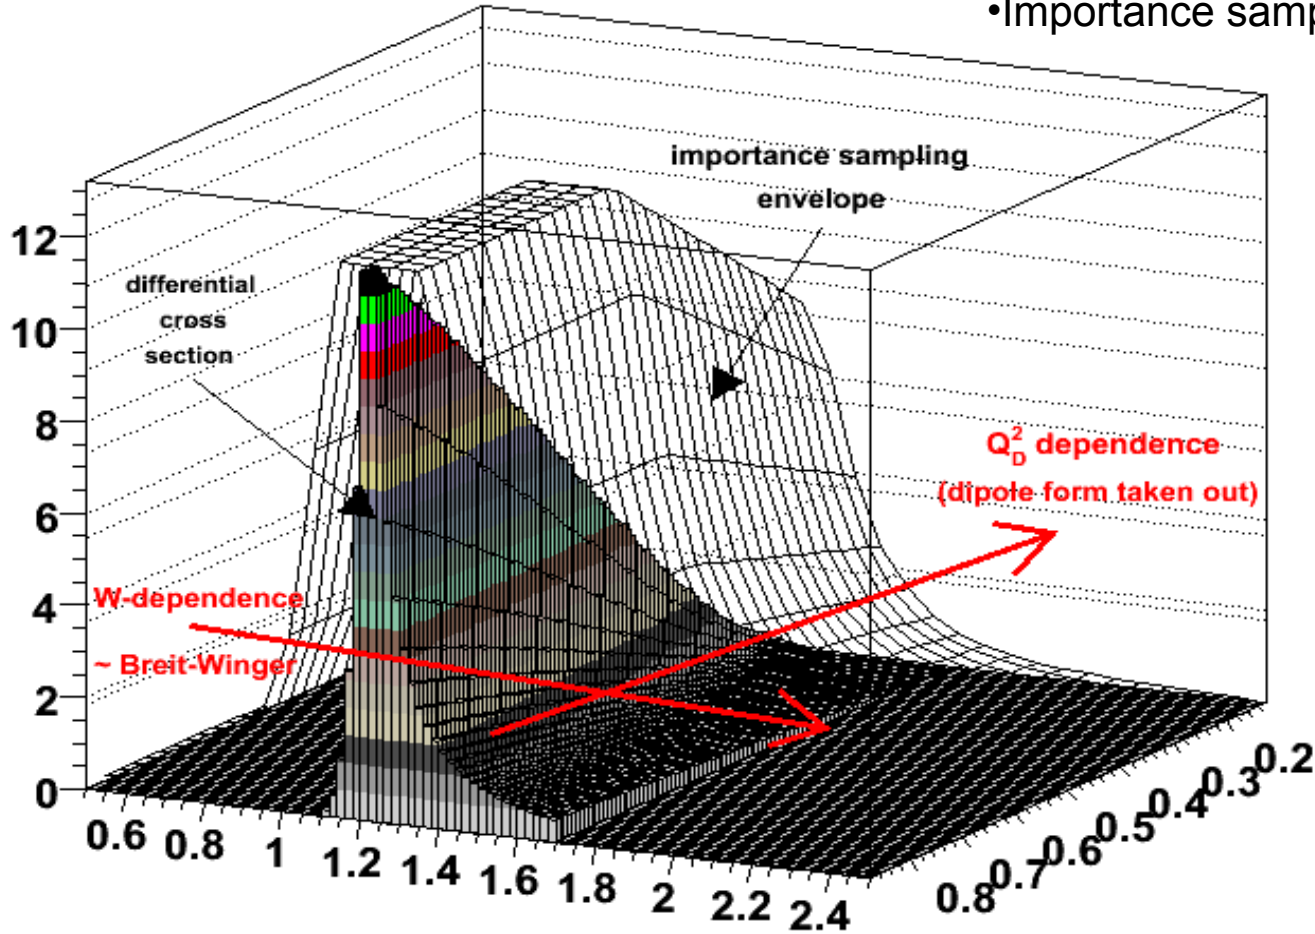 •Importance samp
importance sampling
envelope
differential
cross
section
Q²_D dependence
(dipole form taken out)
W-dependence
~ Breit-Winger
12
10
8
6
4
2
0
0.6 0.8 1 1.2 1.4 1.6 1.8 2 2.2 2.4
0.8 0.7 0.6 0.5 0.4 0.3 0.2